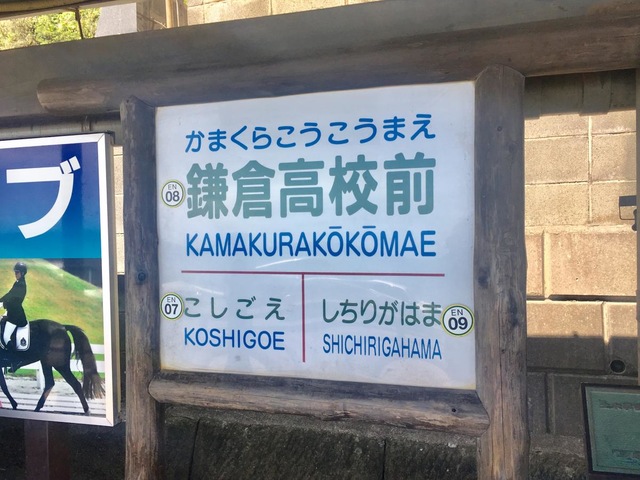 ブ
かまくらこうこうまえ
EN
08
鎌倉高校前
KAMAKURAKŌKŌMAE
EN
07
こしごえ
KOSHIGOE
しちりがはま
SHICHIRIGAHAMA
EN
09